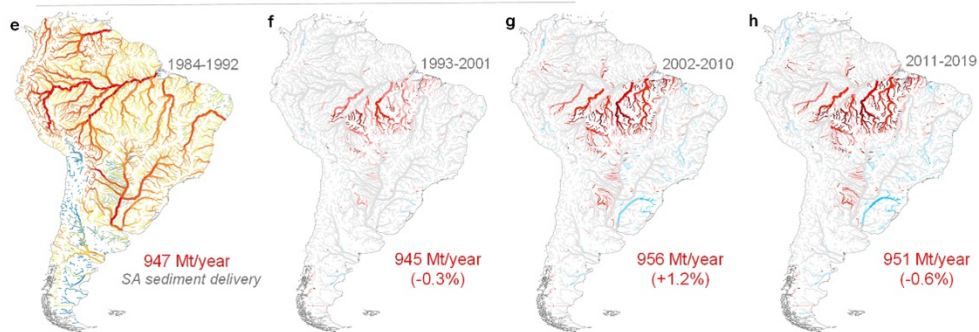 e
1984-1992
947 Mt/year
SA sediment delivery
f
1993-2001
945 Mt/year
(-0.3%)
g
2002-2010
956 Mt/year
(+1.2%)
h
2011-2019
951 Mt/year
(-0.6%)